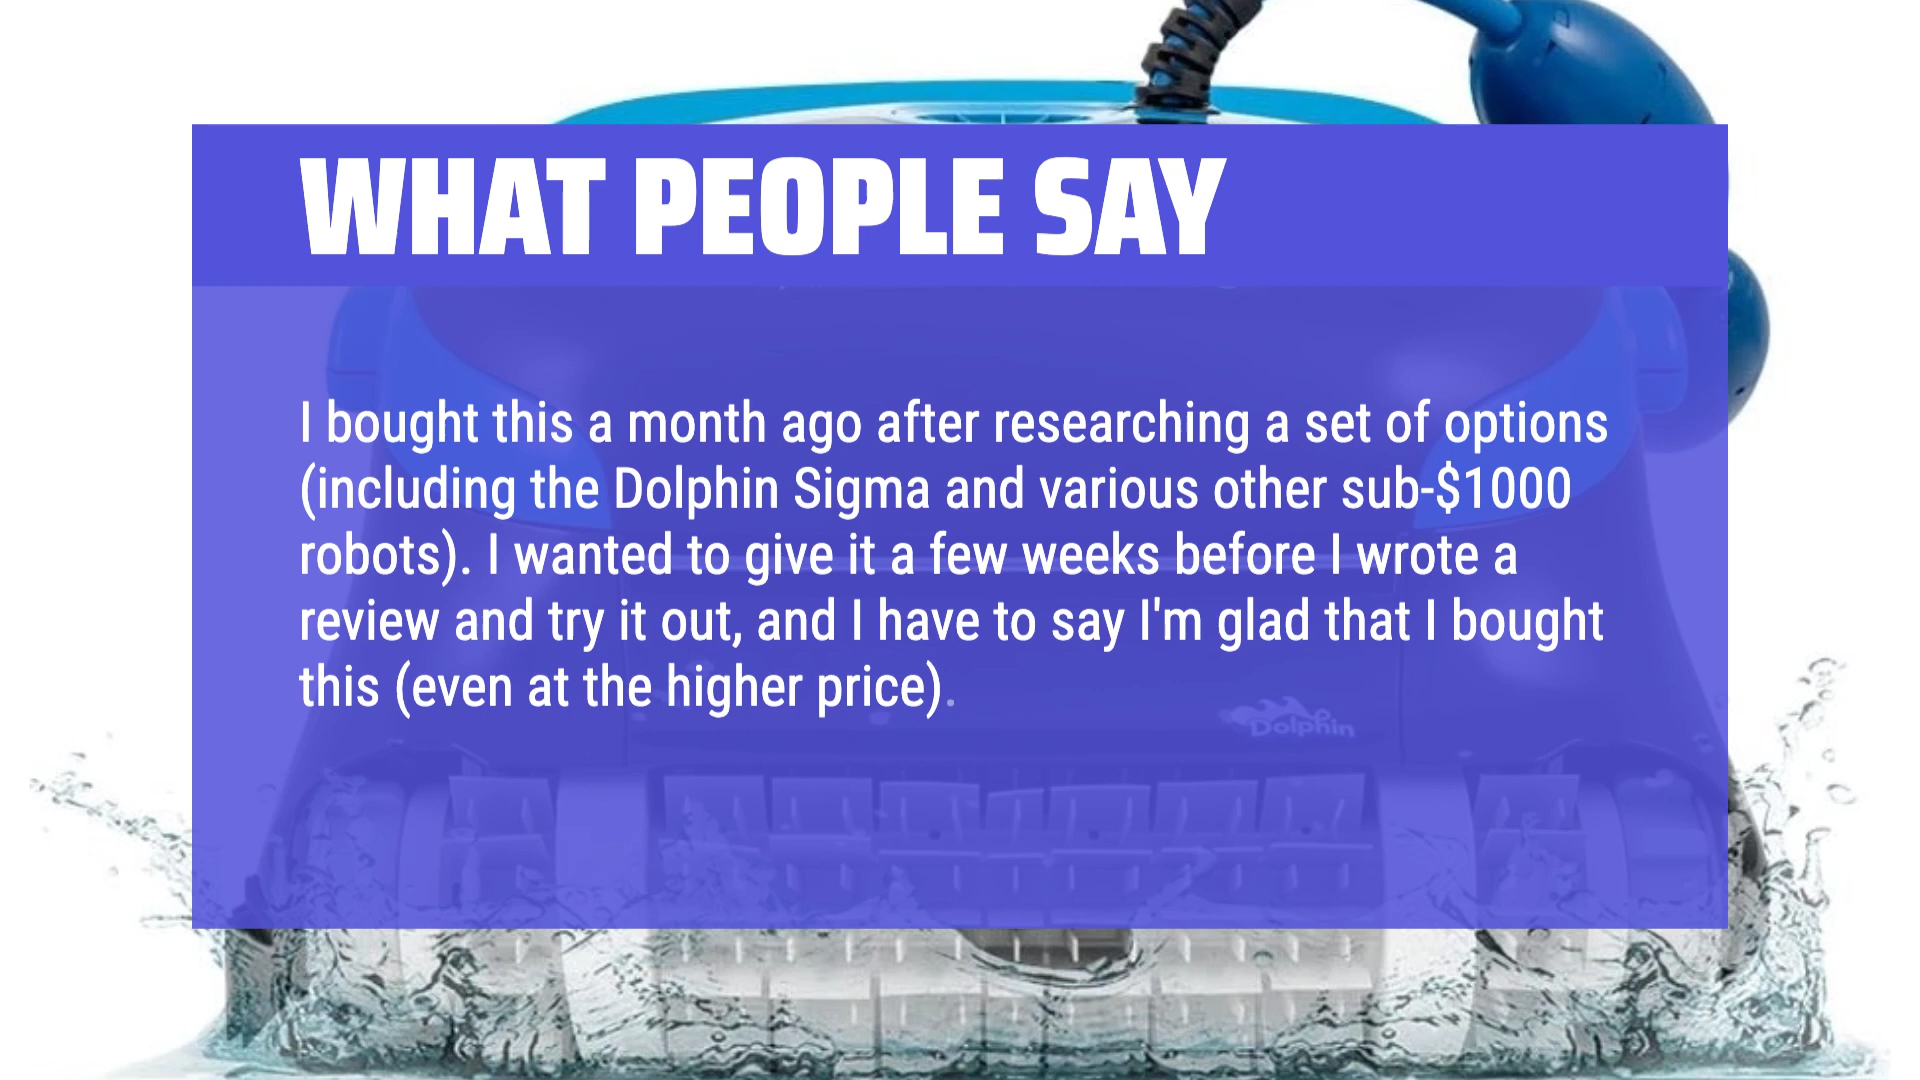 WHAT PEOPLE SAY
I bought this a month ago after researching a set of options
(including the Dolphin Sigma and various other sub-$1000
robots). I wanted to give it a few weeks before I wrote a
review and try it out, and I have to say I'm glad that I bought
this (even at the higher price).
Dolphin